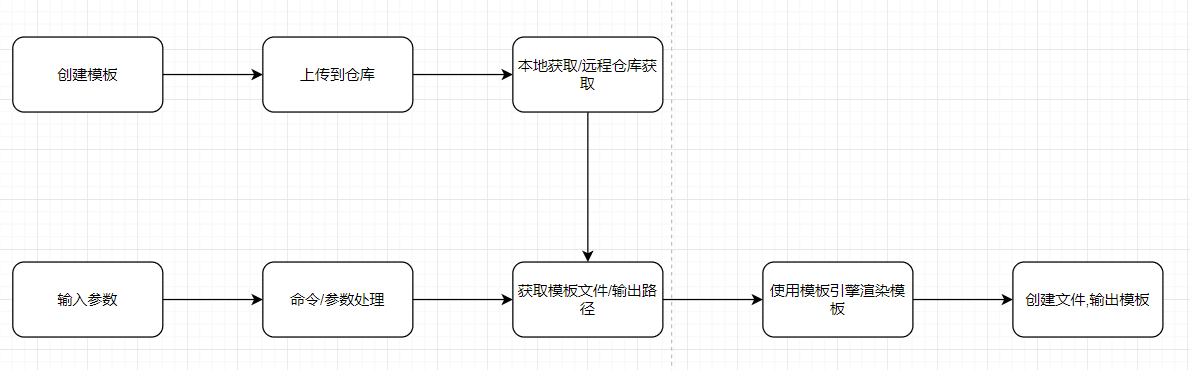 创建模板
上传到仓库
本地获取/远程仓库获
取
输入参数
命令/参数处理
获取模板文件/输出路
径
使用模板引擎渲染模
板
创建文件,输出模板